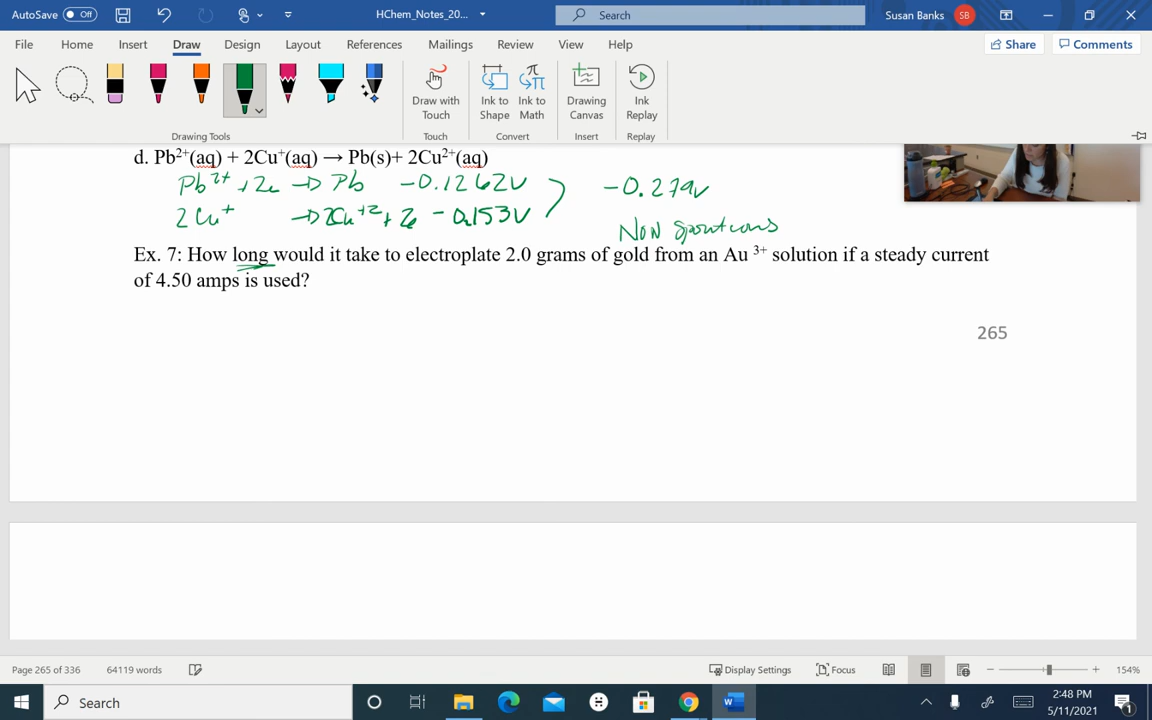 AutoSave Off HChem_Notes_20... Search Susan Banks SB
File Home Insert Draw Design Layout References Mailings Review View Help Share Comments
Draw with Touch
Ink to Shape
Ink to Math
Drawing Canvas
Ink Replay
Drawing Tools Touch Convert Insert Replay
d. Pb²⁺(aq) + 2Cu⁺(aq) → Pb(s)+ 2Cu²⁺(aq)
Pb²⁺ + 2e → Pb -0.1262V
-0.279V
2Cu⁺ → 2Cu⁺² + 2e -0.153V
Non
Ex. 7: How long would it take to electroplate 2.0 grams of gold from an Au ³⁺ solution if a steady current
of 4.50 amps is used?
265
Page 265 of 336 64119 words Display Settings Focus 154%
Search 2:48 PM
5/11/2021
1